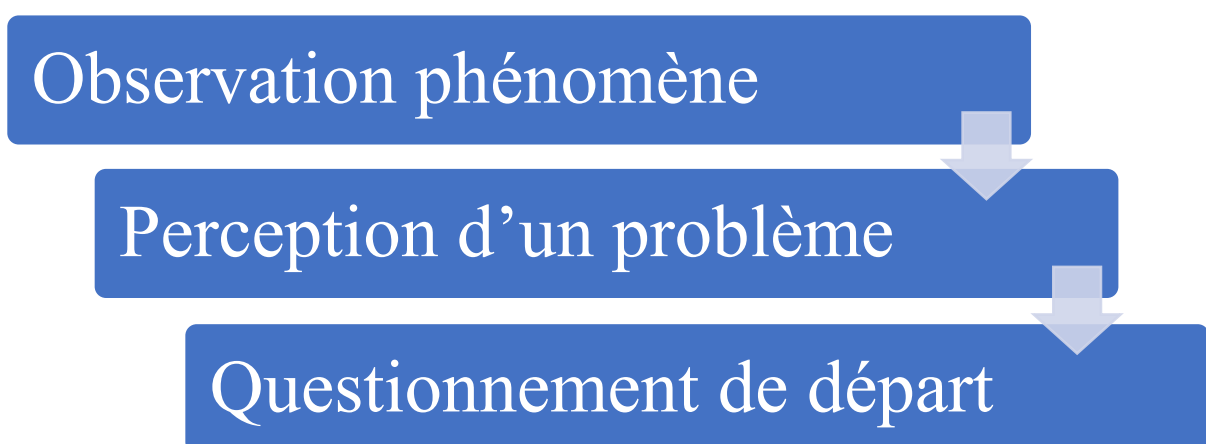 Observation phénomène
Perception d’un problème
Questionnement de départ